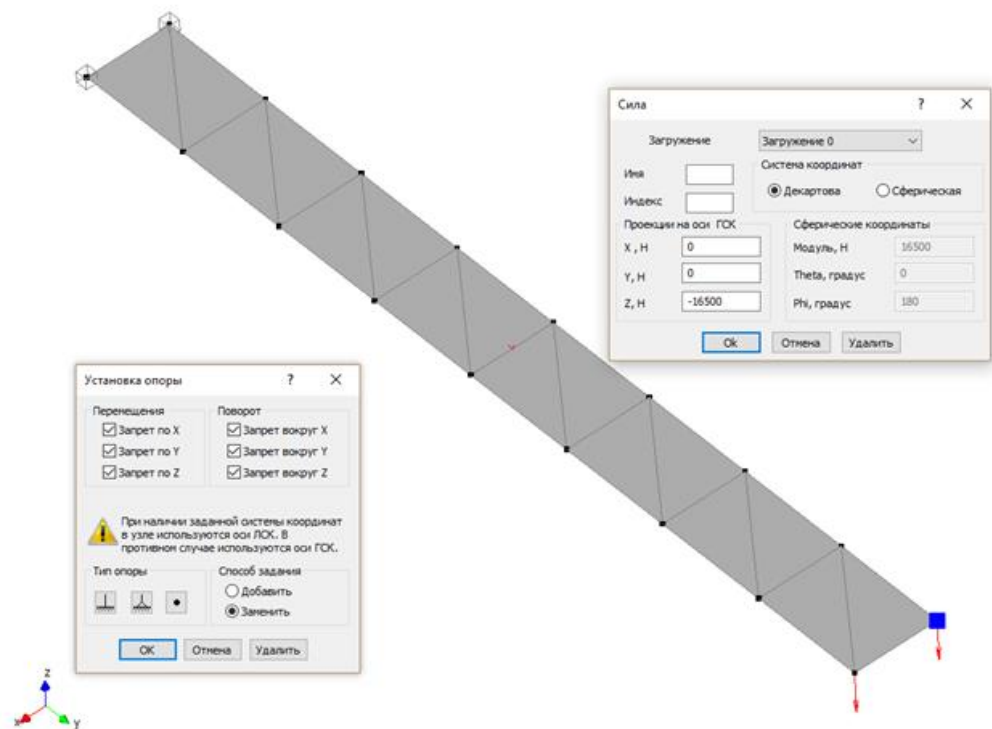 Сила ? ×
Загружение Загружение 0
Имя
Индекс
Система координат
Декартова Сферическая
Проекции на оси ГСК
X , Н 0
Y, Н 0
Z, Н -16500
Сферические координаты
Модуль, Н 16500
Theta, градус 0
Phi, градус 180
Ok Отмена Удалить
Установка опоры ? ×
Перемещения
Запрет по X
Запрет по Y
Запрет по Z
Поворот
Запрет вокруг X
Запрет вокруг Y
Запрет вокруг Z
При наличии заданной системы координат
в узле используются оси ЛСК. В
противном случае используются оси ГСК.
Тип опоры
Способ задания
Добавить
Заменить
OK Отмена Удалить
z
x
y